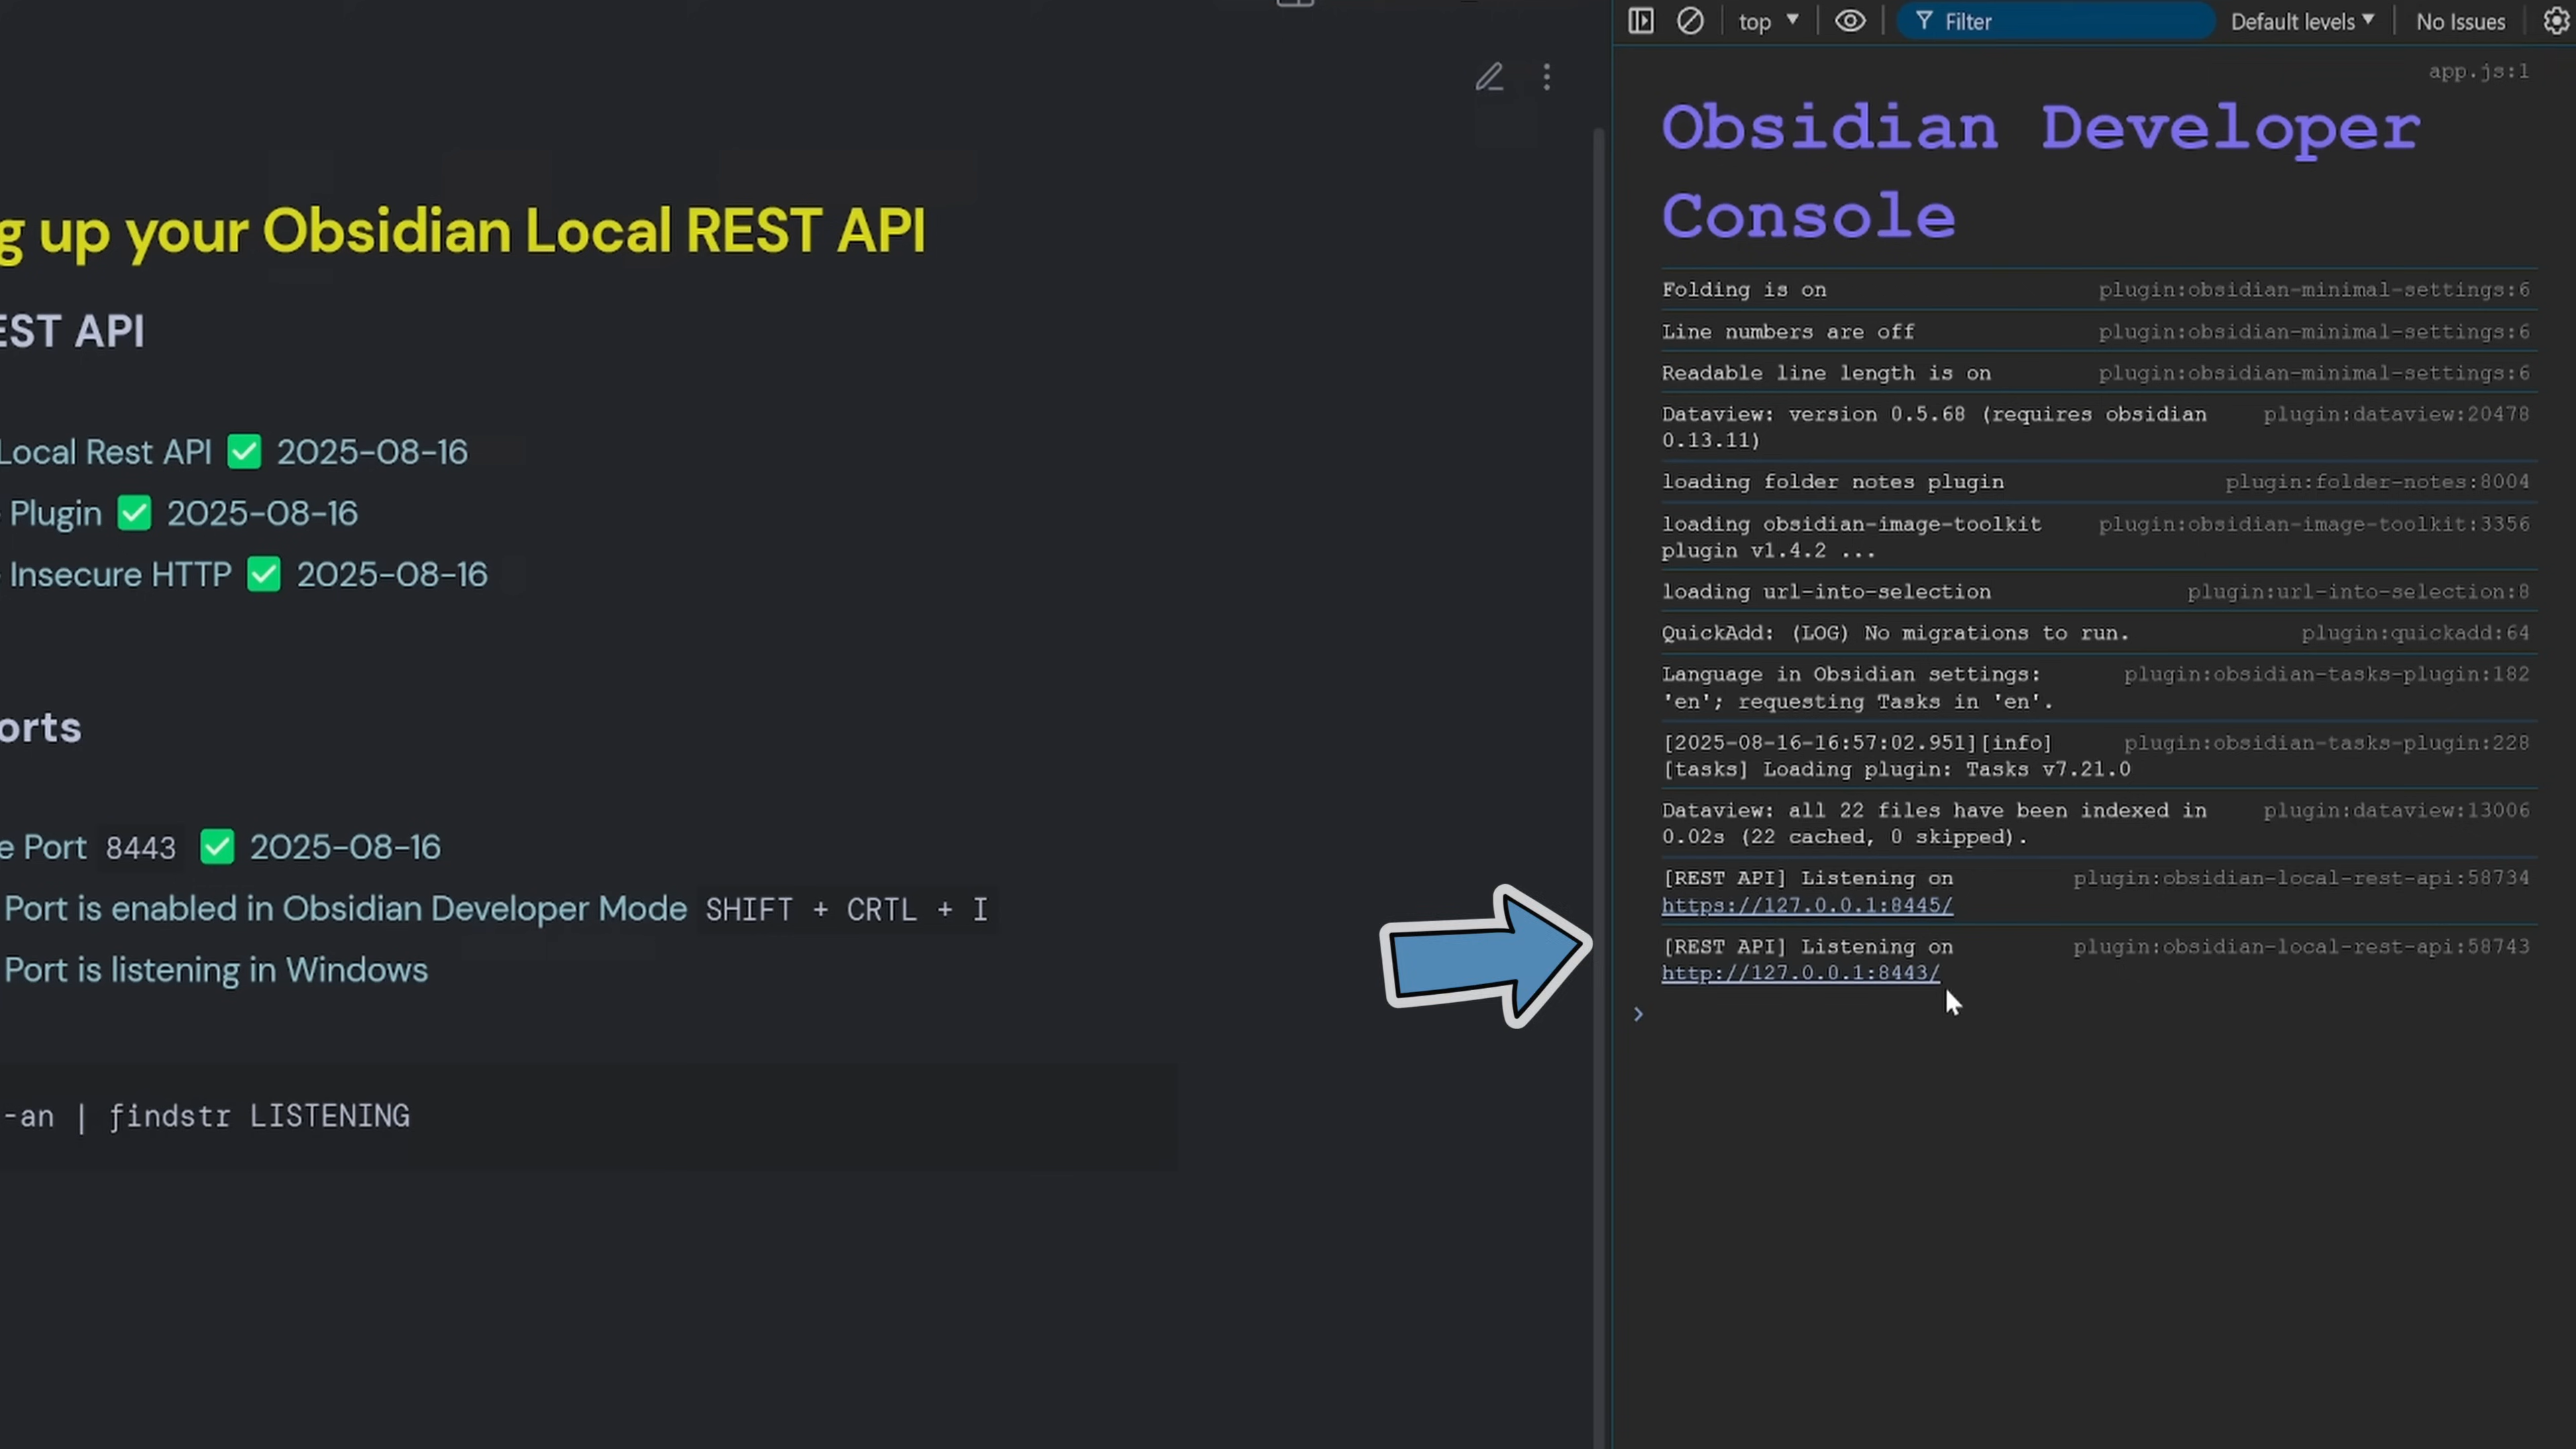 g up your Obsidian Local REST API
EST API
Local Rest API ✅ 2025-08-16
Plugin ✅ 2025-08-16
Insecure HTTP ✅ 2025-08-16
orts
e Port 8443 ✅ 2025-08-16
Port is enabled in Obsidian Developer Mode SHIFT + CRTL + I
Port is listening in Windows
-an | findstr LISTENING
top Filter Default levels No Issues
app.js:1
Obsidian Developer
Console
Folding is on plugin:obsidian-minimal-settings:6
Line numbers are off plugin:obsidian-minimal-settings:6
Readable line length is on plugin:obsidian-minimal-settings:6
Dataview: version 0.5.68 (requires obsidian plugin:dataview:20478
0.13.11)
loading folder notes plugin plugin:folder-notes:8004
loading obsidian-image-toolkit plugin:obsidian-image-toolkit:3356
plugin v1.4.2 ...
loading url-into-selection plugin:url-into-selection:8
QuickAdd: (LOG) No migrations to run. plugin:quickadd:64
Language in Obsidian settings: plugin:obsidian-tasks-plugin:182
'en'; requesting Tasks in 'en'.
[2025-08-16-16:57:02.951][info] plugin:obsidian-tasks-plugin:228
[tasks] Loading plugin: Tasks v7.21.0
Dataview: all 22 files have been indexed in plugin:dataview:13006
0.02s (22 cached, 0 skipped).
[REST API] Listening on plugin:obsidian-local-rest-api:58734
https://127.0.0.1:8445/
[REST API] Listening on plugin:obsidian-local-rest-api:58743
http://127.0.0.1:8443/